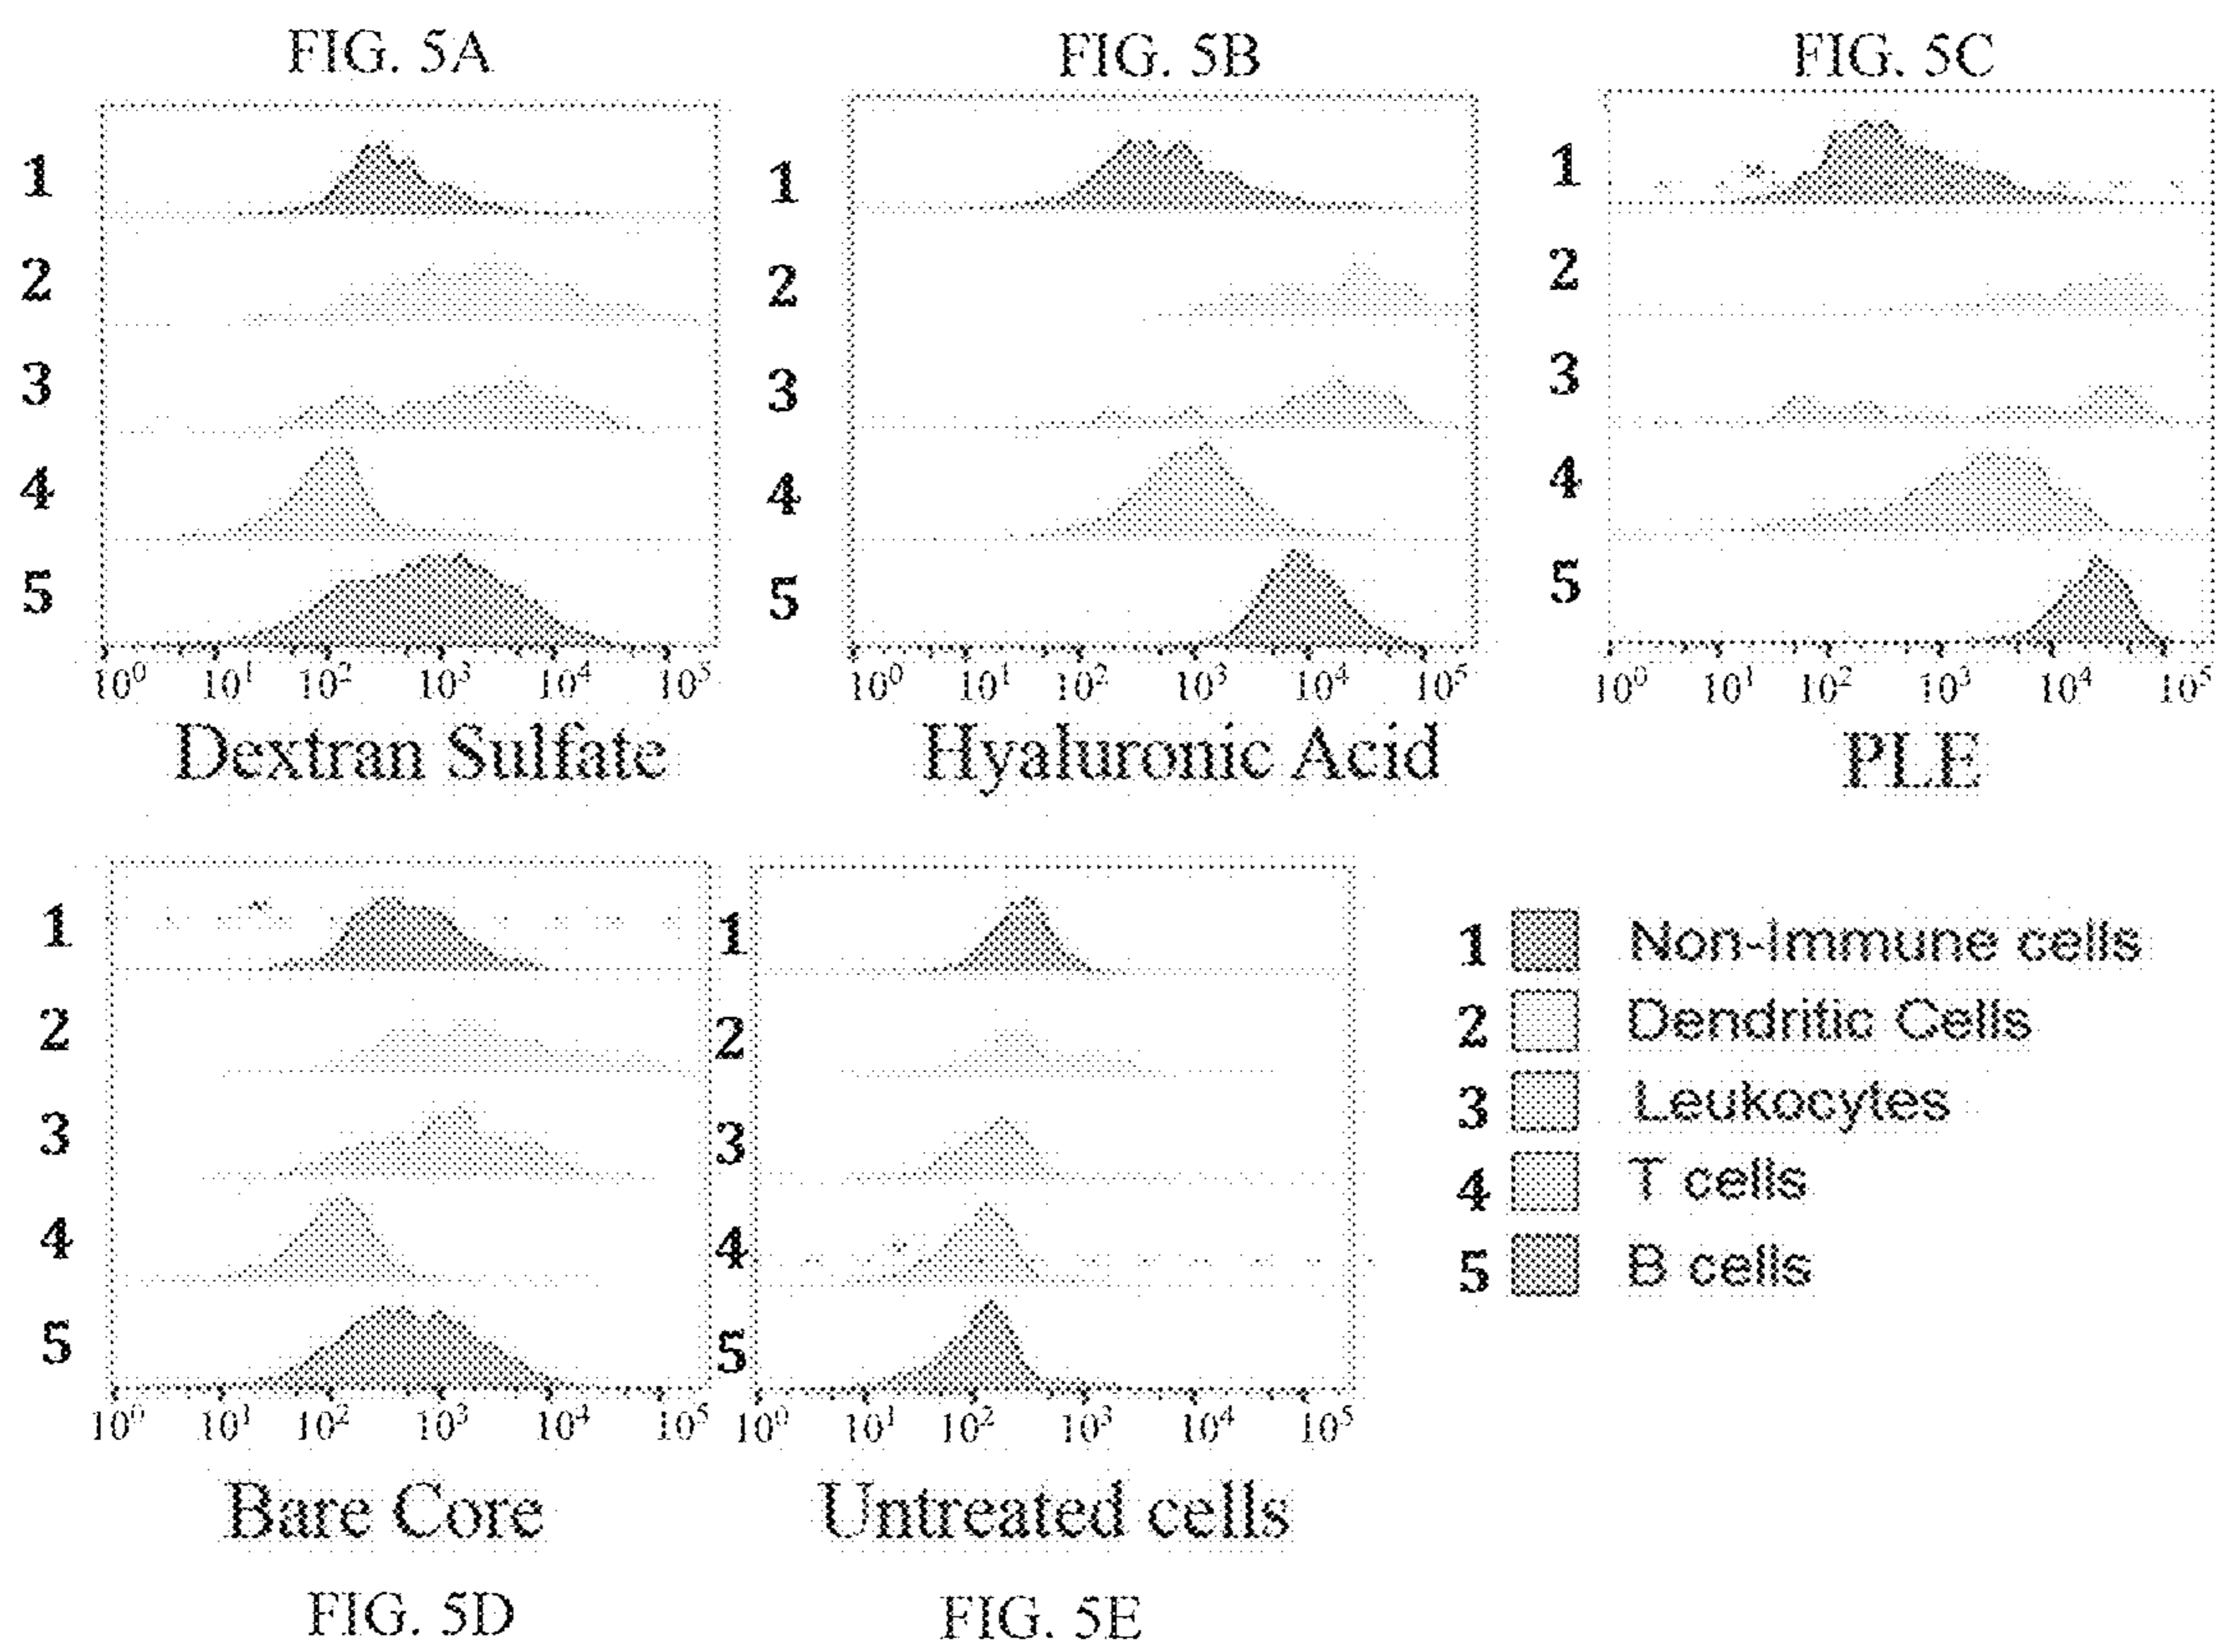 FIG. 5A FIG. 5B FIG. 5C
1 1 1
2 2 2
3 3 3
4 4 4
5 5 5
10⁰ 10¹ 10² 10³ 10⁴ 10⁵ 10⁰ 10¹ 10² 10³ 10⁴ 10⁵ 10⁰ 10¹ 10² 10³ 10⁴ 10⁵
Dextran Sulfate Hyaluronic Acid PLE
1 1 1 Non-Immune cells
2 2 2 Dendritic Cells
3 3 3 Leukocytes
4 4 4 T cells
5 5 5 B cells
10⁰ 10¹ 10² 10³ 10⁴ 10⁵ 10⁰ 10¹ 10² 10³ 10⁴ 10⁵
Bare Core Untreated cells
FIG. 5D FIG. 5E